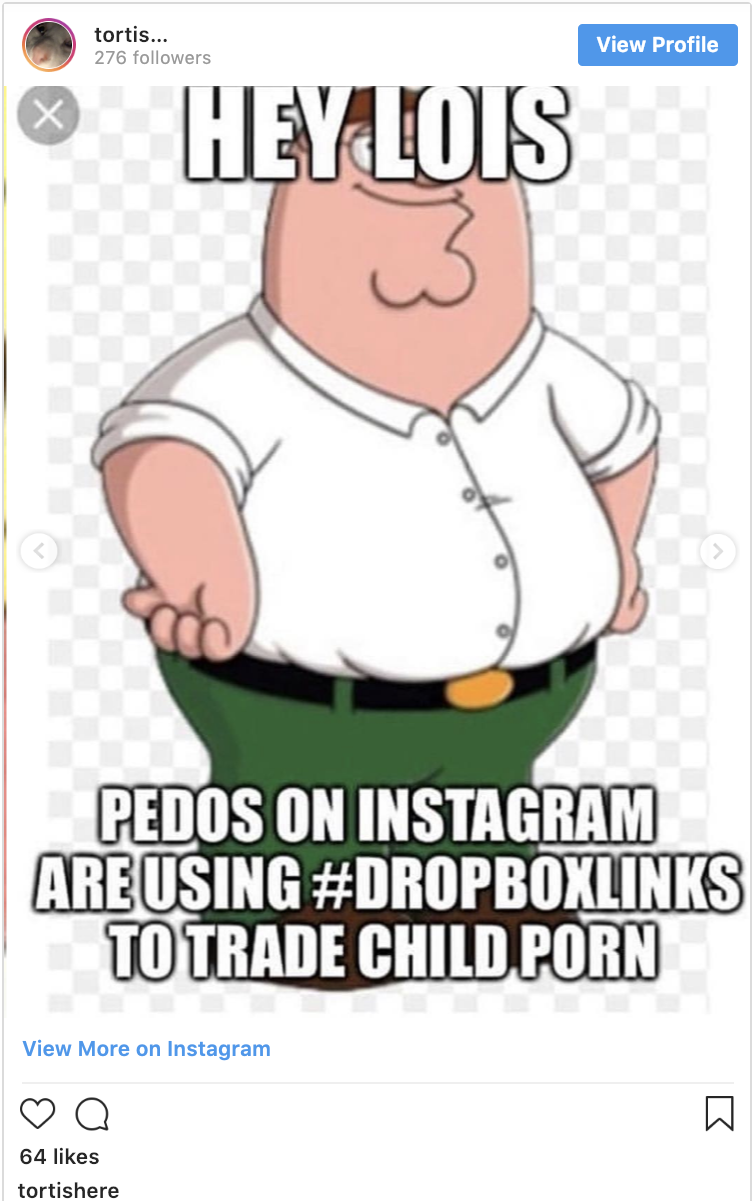 tortis...
276 followers
View Profile
HEY LOIS
PEDOS ON INSTAGRAM
ARE USING #DROPBOXLINKS
TO TRADE CHILD PORN
View More on Instagram
64 likes
tortishere